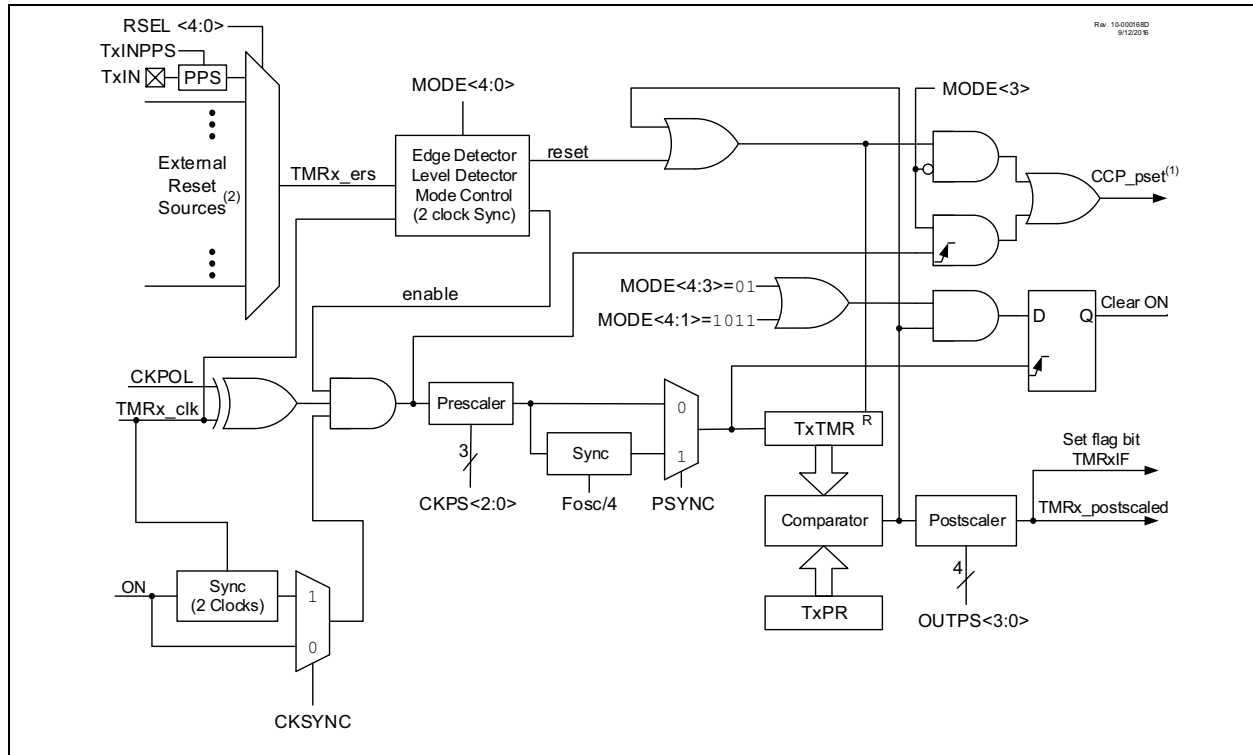 Rev. 10-000168D
9/12/2016
RSEL <4:0>
TxINPPS
TxIN
PPS
External
Reset
Sources(2)
TMRx_ers
MODE<4:0>
Edge Detector
Level Detector
Mode Control
(2 clock Sync)
reset
enable
MODE<3>
CCP_pset(1)
MODE<4:3>=01
MODE<4:1>=1011
D
Q
Clear ON
CKPOL
TMRx_clk
Prescaler
3
CKPS<2:0>
Sync
Fosc/4
0
1
PSYNC
TxTMR
R
Comparator
TxPR
Postscaler
4
OUTPS<3:0>
Set flag bit
TMRxIF
TMRx_postscaled
ON
Sync
(2 Clocks)
1
0
CKSYNC